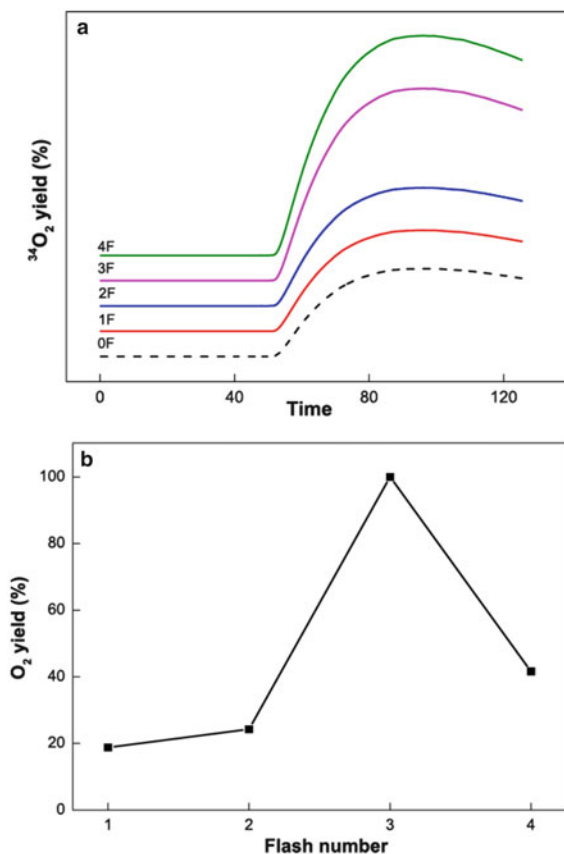 a
³⁴O₂ yield (%)
4F
3F
2F
1F
0F
0 40 80 120
Time
b
O₂ yield (%)
100
80
60
40
20
0
1 2 3 4
Flash number